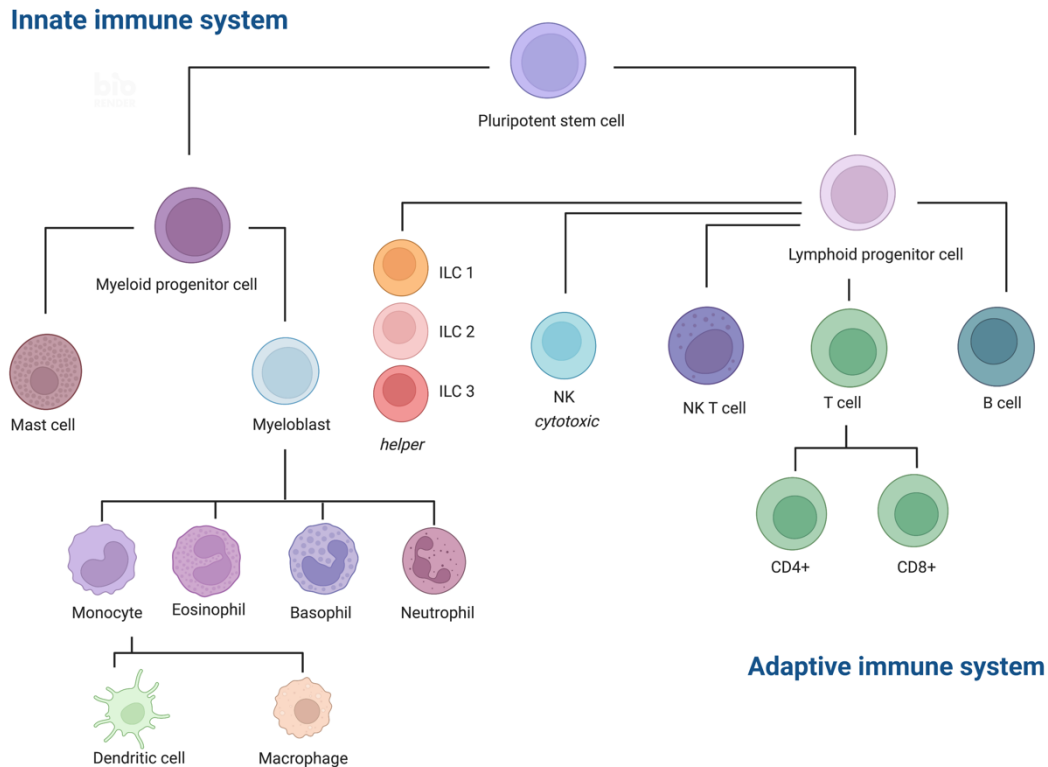 Innate immune system
bio
RENDER
Pluripotent stem cell
Myeloid progenitor cell
Lymphoid progenitor cell
ILC 1
ILC 2
ILC 3
helper
Mast cell
Myeloblast
NK
cytotoxic
NK T cell
T cell
B cell
CD4+
CD8+
Monocyte
Eosinophil
Basophil
Neutrophil
Adaptive immune system
Dendritic cell
Macrophage